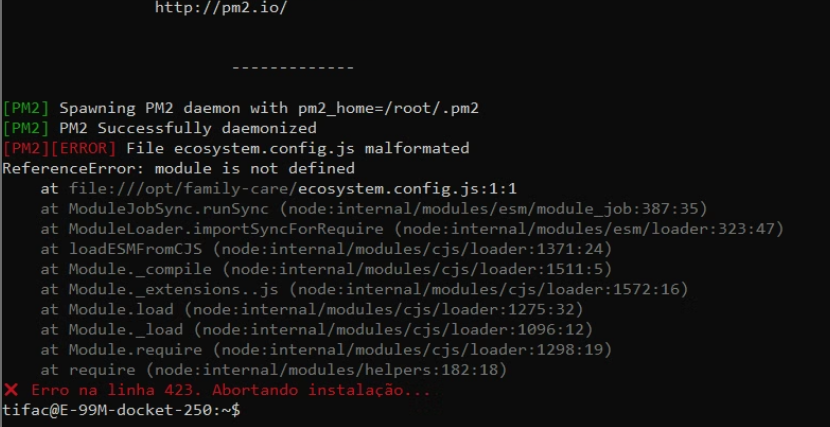 http://pm2.io/
-------------
[PM2] Spawning PM2 daemon with pm2_home=/root/.pm2
[PM2] PM2 Successfully daemonized
[PM2][ERROR] File ecosystem.config.js malformated
ReferenceError: module is not defined
    at file:///opt/family-care/ecosystem.config.js:1:1
    at ModuleJobSync.runSync (node:internal/modules/esm/module_job:387:35)
    at ModuleLoader.importSyncForRequire (node:internal/modules/esm/loader:323:47)
    at loadESMFromCJS (node:internal/modules/cjs/loader:1371:24)
    at Module._compile (node:internal/modules/cjs/loader:1511:5)
    at Module._extensions..js (node:internal/modules/cjs/loader:1572:16)
    at Module.load (node:internal/modules/cjs/loader:1275:32)
    at Module._load (node:internal/modules/cjs/loader:1096:12)
    at Module.require (node:internal/modules/cjs/loader:1298:19)
    at require (node:internal/modules/helpers:182:18)
❌ Erro na linha 423. Abortando instalação...
tifac@E-99M-docket-250:~$